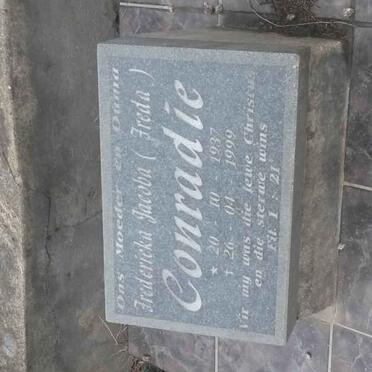 Ons Moeder en Ouma
Fredericka Jacoba ( Freda )
Conradie
★ 20 - 10 - 1937
† 26 - 04 - 1999
Vir my was die lewe Christus
en die sterwe wins
Fil. 1 : 21